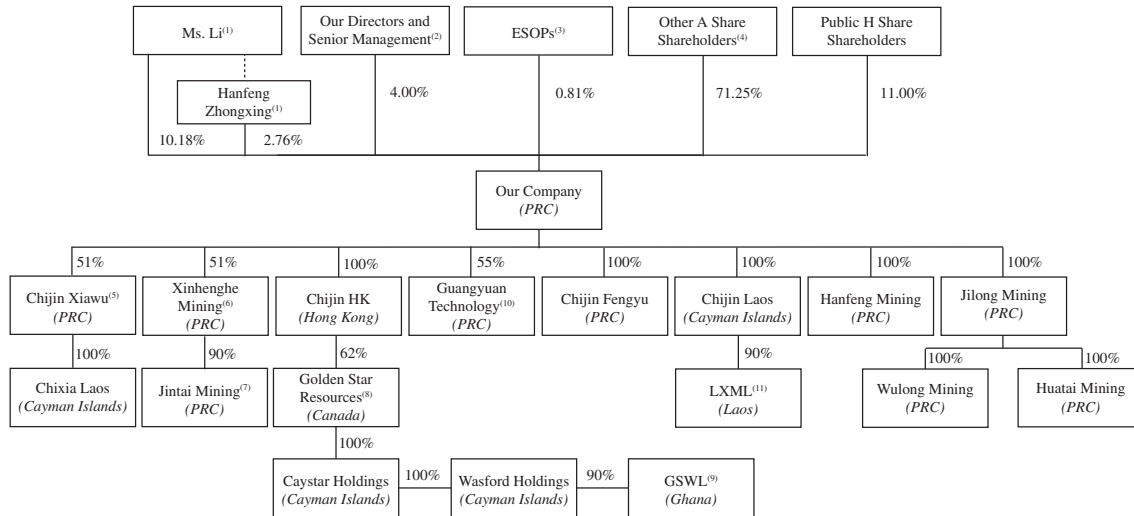 Ms. Li(1)
Our Directors and
Senior Management(2)
ESOPs(3)
Other A Share
Shareholders(4)
Public H Share
Shareholders
Hanfeng
Zhongxing(1)
4.00%
0.81%
71.25%
11.00%
10.18%
2.76%
Our Company
(PRC)
51%
51%
100%
55%
100%
100%
100%
100%
Chijin Xiawu(5)
(PRC)
Xinhenghe
Mining(6)
(PRC)
Chijin HK
(Hong Kong)
Guangyuan
Technology(10)
(PRC)
Chijin Fengyu
(PRC)
Chijin Laos
(Cayman Islands)
Hanfeng Mining
(PRC)
Jilong Mining
(PRC)
100%
90%
62%
90%
100%
100%
Chixia Laos
(Cayman Islands)
Jintai Mining(7)
(PRC)
Golden Star
Resources(8)
(Canada)
LXML(11)
(Laos)
Wulong Mining
(PRC)
Huatai Mining
(PRC)
100%
Caystar Holdings
(Cayman Islands)
100%
Wasford Holdings
(Cayman Islands)
90%
GSWL(9)
(Ghana)